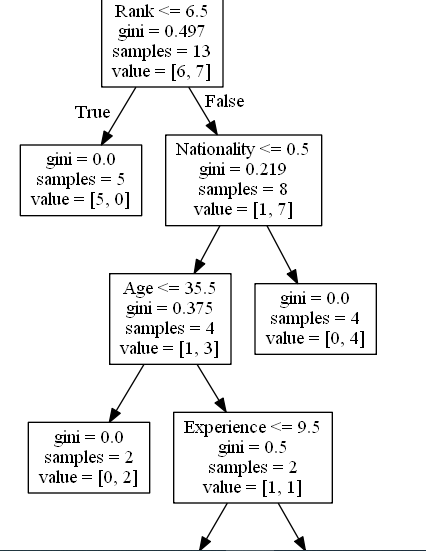 Rank <= 6.5
gini = 0.497
samples = 13
value = [6, 7]
True
False
gini = 0.0
samples = 5
value = [5, 0]
Nationality <= 0.5
gini = 0.219
samples = 8
value = [1, 7]
Age <= 35.5
gini = 0.375
samples = 4
value = [1, 3]
gini = 0.0
samples = 4
value = [0, 4]
gini = 0.0
samples = 2
value = [0, 2]
Experience <= 9.5
gini = 0.5
samples = 2
value = [1, 1]